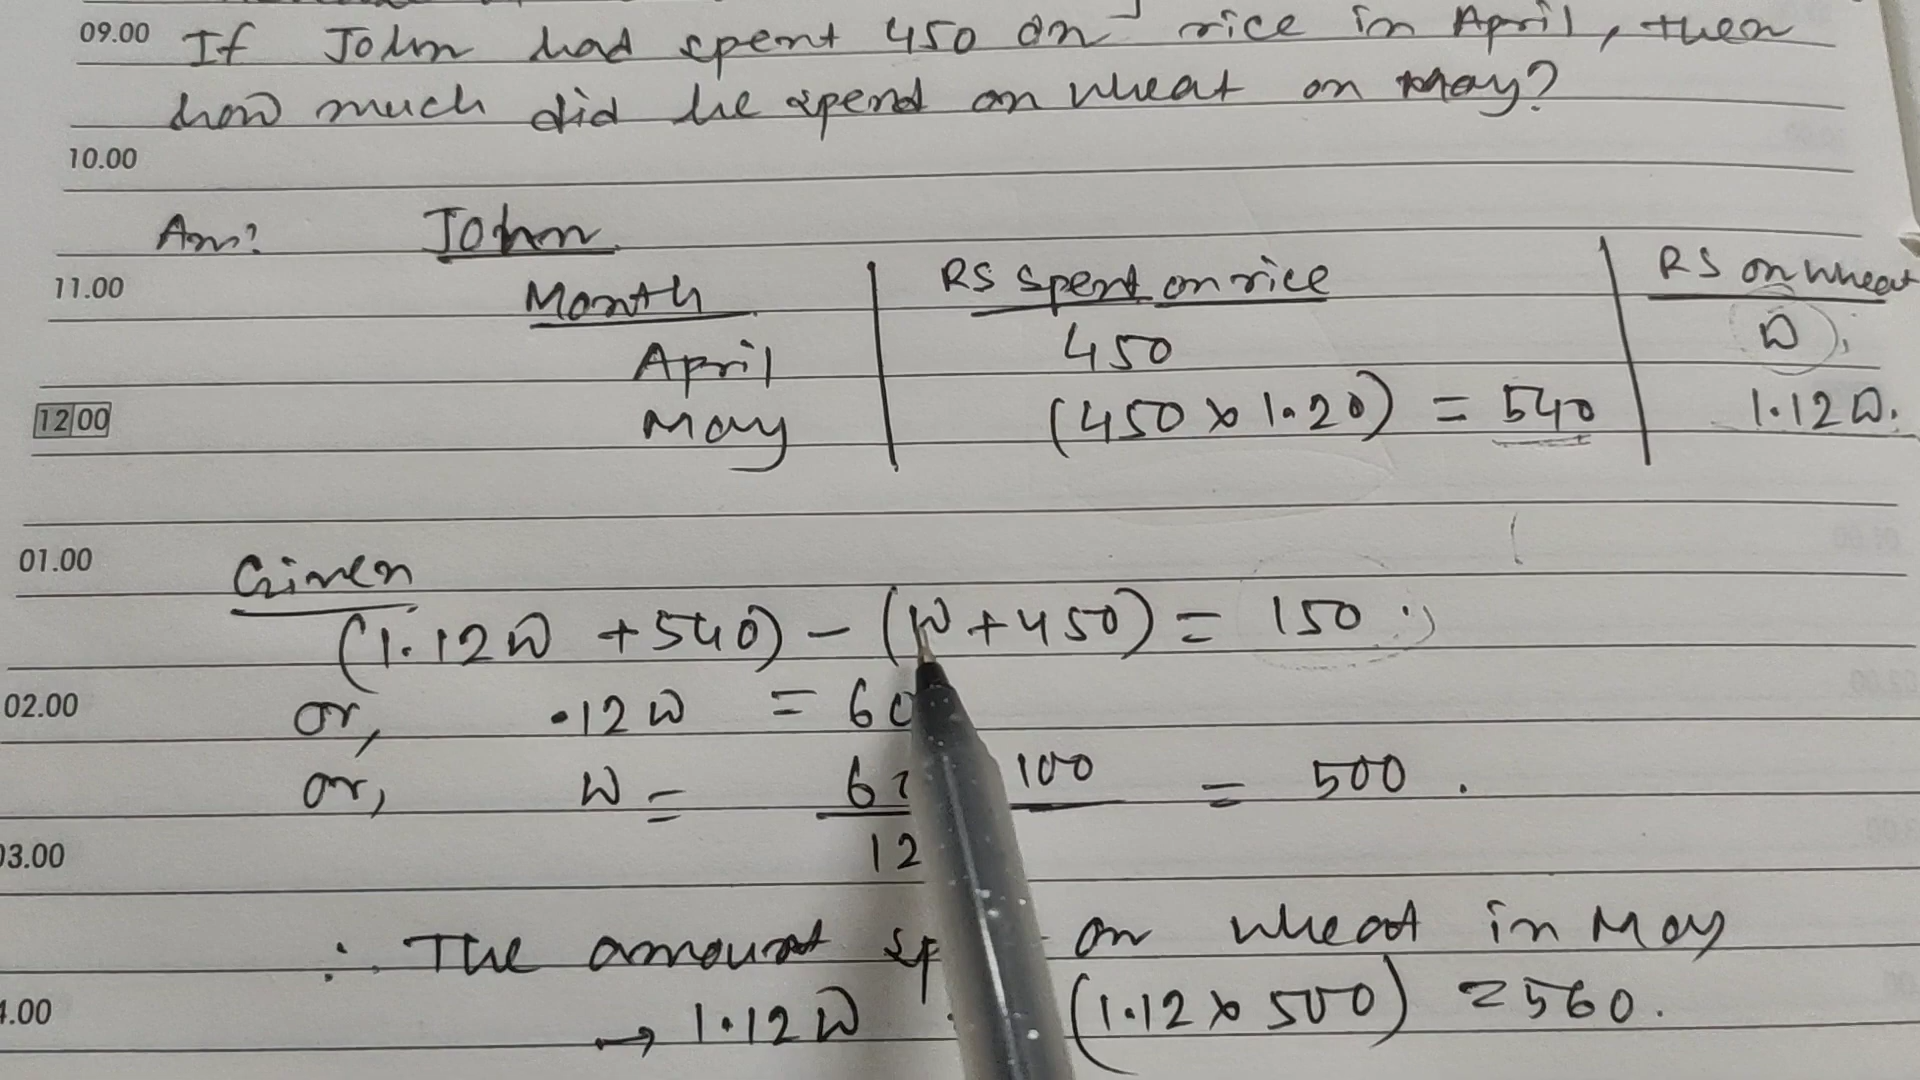 09.00 If John had spent 450 on rice in April, then
how much did he spend on wheat on May?
10.00
Ans: John
11.00 Month RS spent on rice RS on wheat
April 450 W
12 00 May (450 x 1.20) = 540 1.12W.
01.00 Given
(1.12W + 540) - (W + 450) = 150
02.00 or, .12W = 60
or, W = 100 = 500.
03.00 12
∴ The amount sp on wheat in May
4.00 → 1.12W (1.12 x 500) = 560.